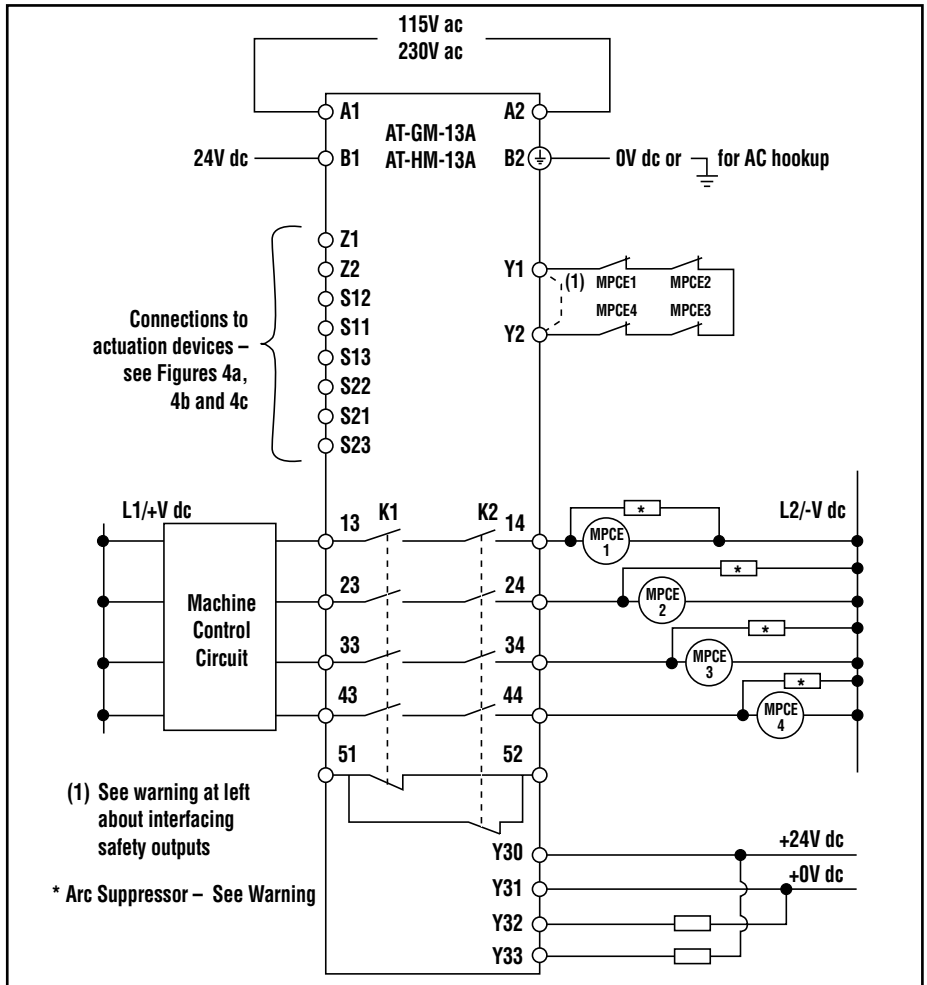 115V ac
230V ac
A1
A2
AT-GM-13A
AT-HM-13A
24V dc
B1
B2
0V dc or
for AC hookup
Z1
Z2
S12
S11
S13
S22
S21
S23
Connections to
actuation devices –
see Figures 4a,
4b and 4c
Y1
(1)
MPCE1
MPCE2
MPCE4
MPCE3
Y2
L1/+V dc
L2/-V dc
Machine
Control
Circuit
13
K1
K2
14
*
MPCE
1
23
24
*
MPCE
2
33
34
*
MPCE
3
43
44
*
MPCE
4
51
52
(1) See warning at left
about interfacing
safety outputs
* Arc Suppressor – See Warning
Y30
+24V dc
Y31
+0V dc
Y32
Y33